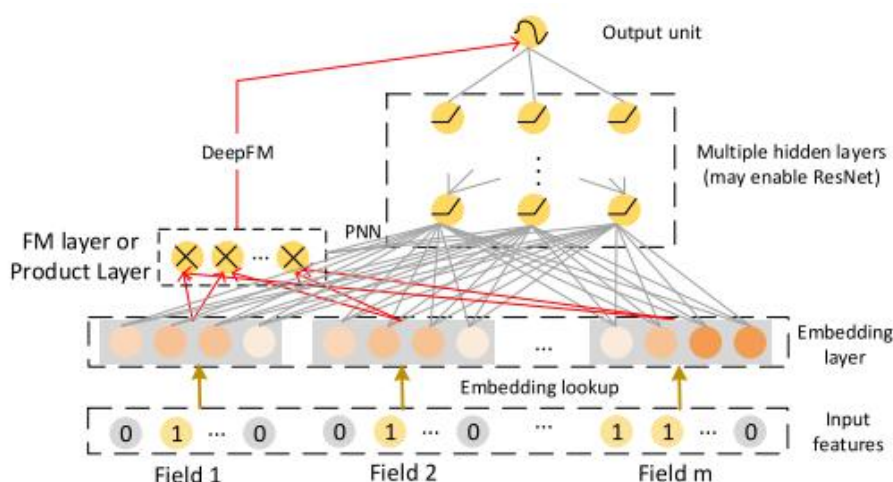 Output unit
DeepFM
Multiple hidden layers
(may enable ResNet)
PNN
FM layer or
Product Layer
...
...
Embedding
layer
Embedding lookup
0 1 ... 0 0 1 ... 0 ... 1 1 ... 0
Input
features
Field 1 Field 2 Field m